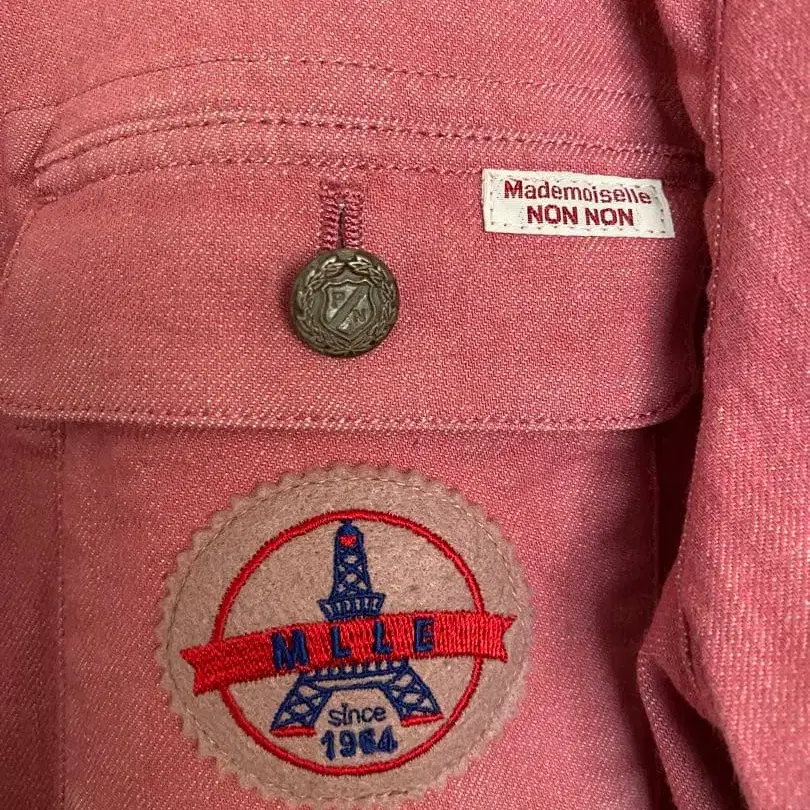 Mademoiselle
NON NON
P/N
MLLE
since
1964